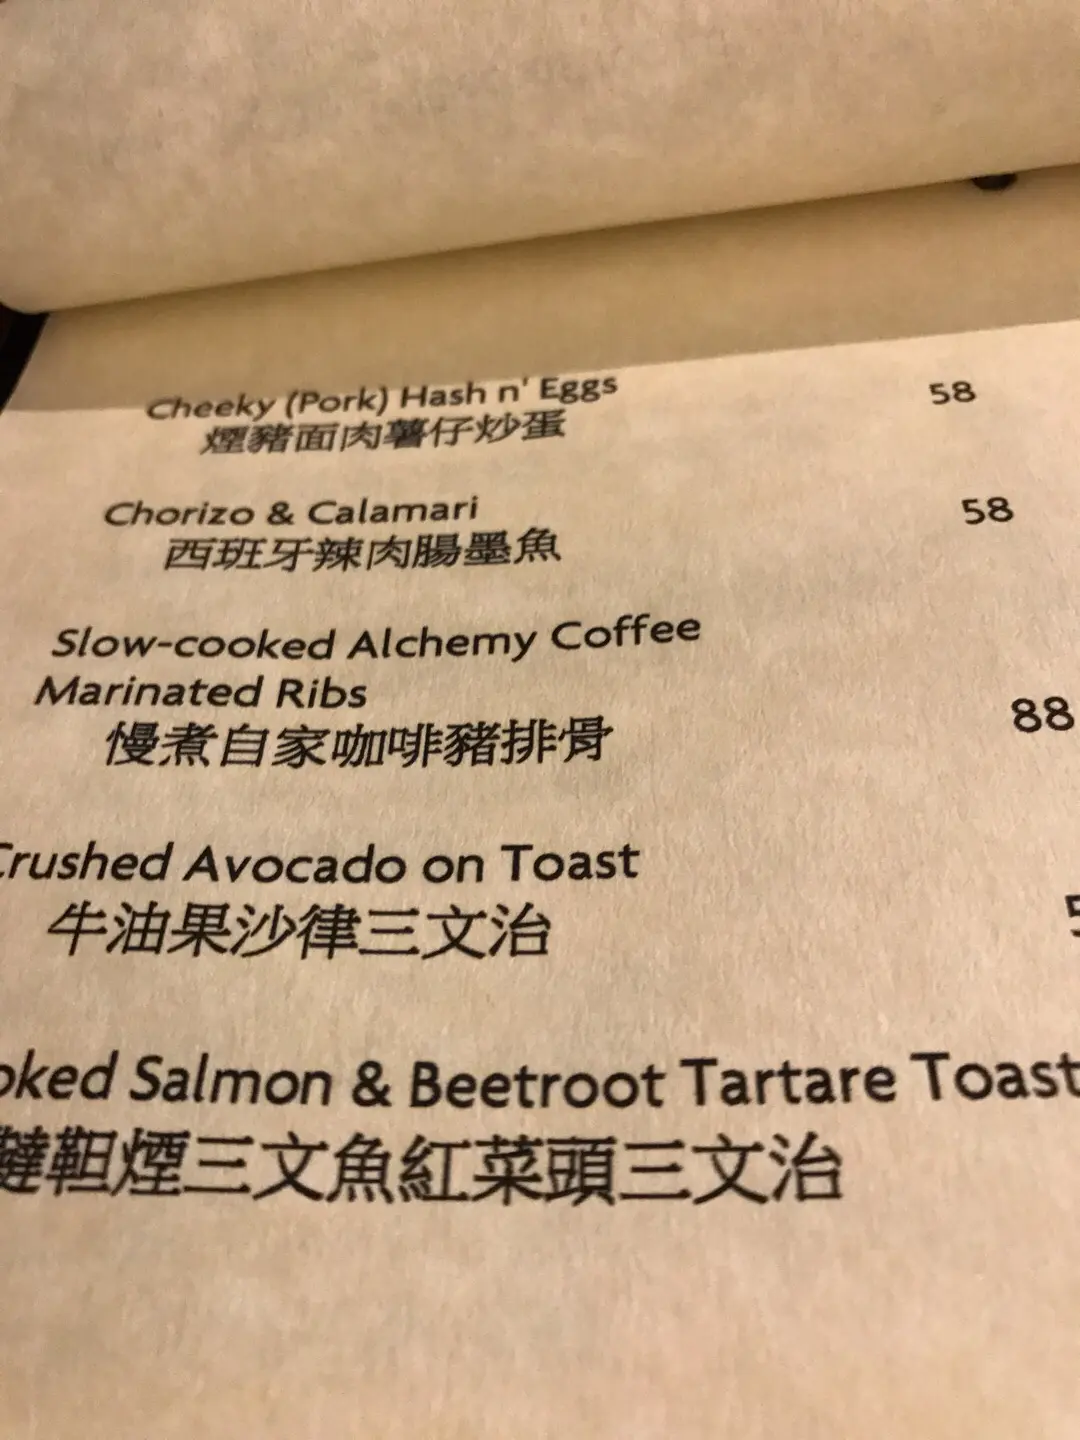 Cheeky (Pork) Hash n' Eggs 58
煙豬面肉薯仔炒蛋
Chorizo & Calamari 58
西班牙辣肉腸墨魚
Slow-cooked Alchemy Coffee
Marinated Ribs 88
慢煮自家咖啡豬排骨
Crushed Avocado on Toast
牛油果沙律三文治
Salmon & Beetroot Tartare Toast
韃靼煙三文魚紅菜頭三文治